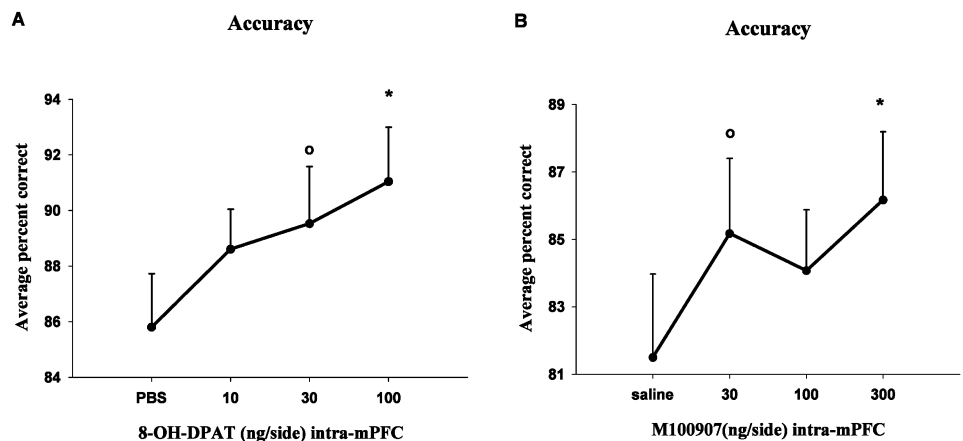 A
Accuracy
Average percent correct
94
92
90
88
86
84
o
*
PBS 10 30 100
8-OH-DPAT (ng/side) intra-mPFC
B
Accuracy
Average percent correct
89
87
85
83
81
o
*
saline 30 100 300
M100907(ng/side) intra-mPFC